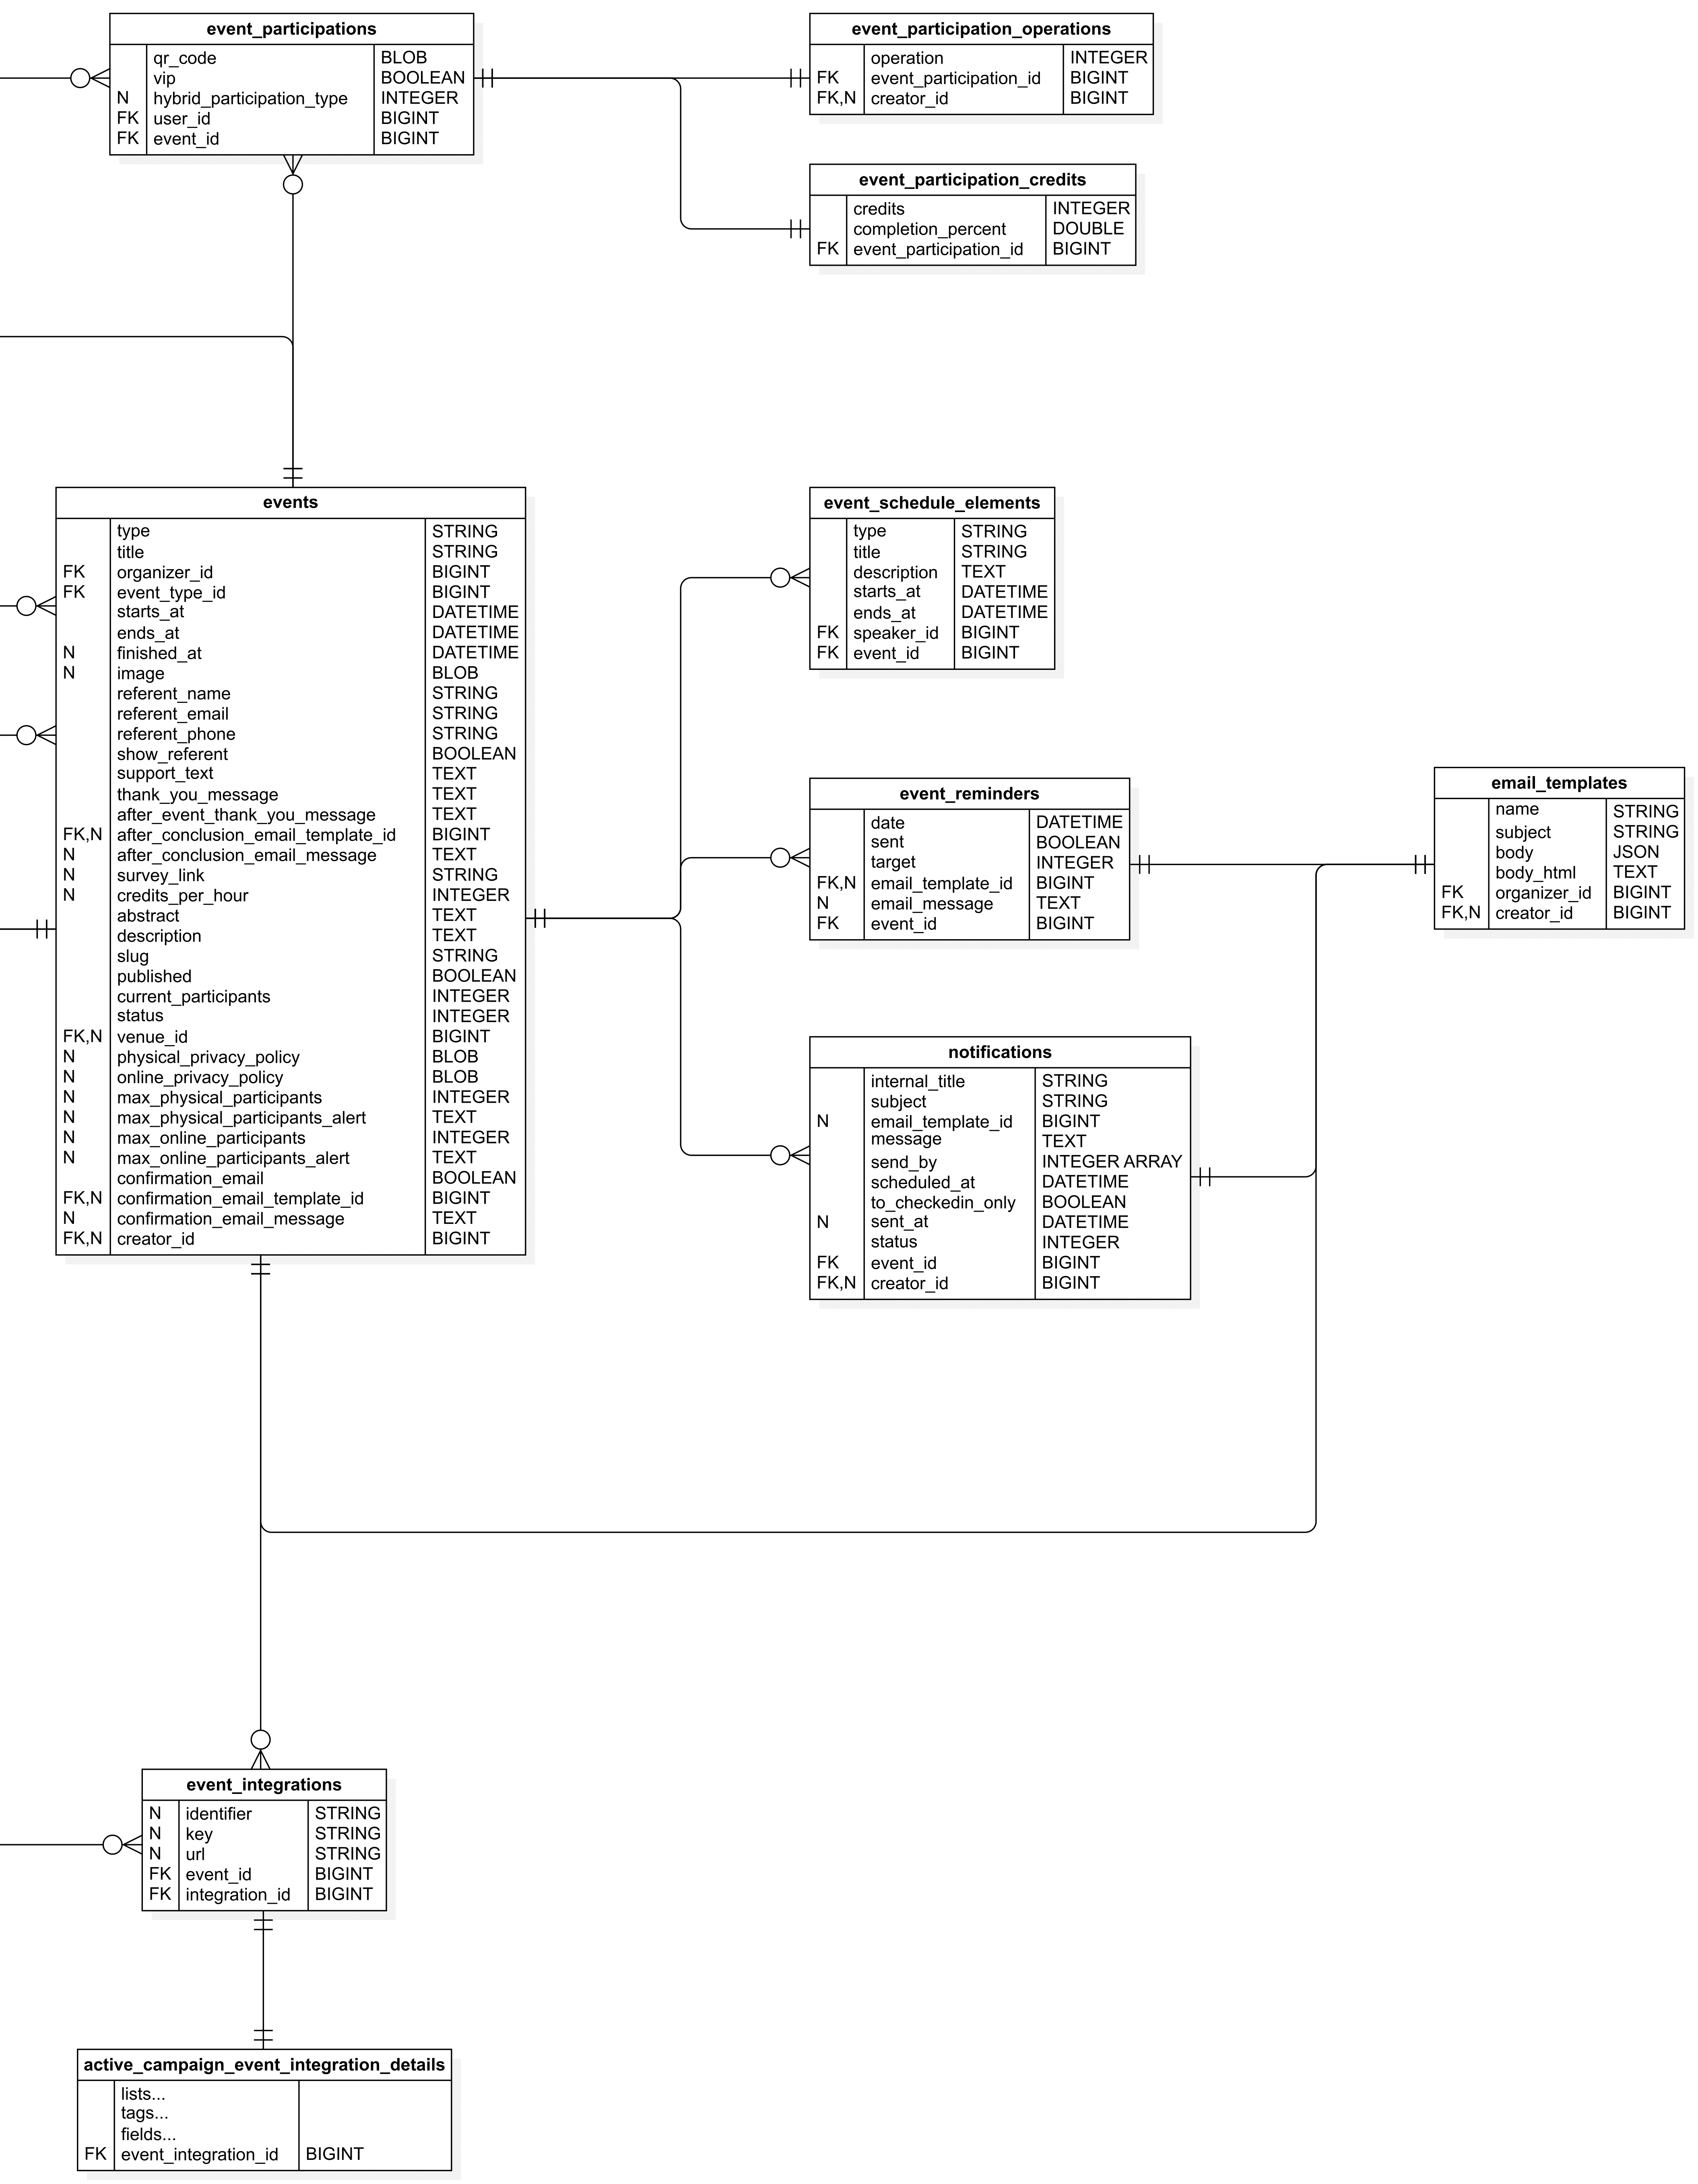 event_participations
qr_code BLOB
vip BOOLEAN
N hybrid_participation_type INTEGER
FK user_id BIGINT
FK event_id BIGINT
event_participation_operations
operation INTEGER
FK event_participation_id BIGINT
FK,N creator_id BIGINT
event_participation_credits
credits INTEGER
completion_percent DOUBLE
FK event_participation_id BIGINT
events
type STRING
title STRING
FK organizer_id BIGINT
FK event_type_id BIGINT
starts_at DATETIME
ends_at DATETIME
N finished_at DATETIME
N image BLOB
referent_name STRING
referent_email STRING
referent_phone STRING
show_referent BOOLEAN
support_text TEXT
thank_you_message TEXT
after_event_thank_you_message TEXT
FK,N after_conclusion_email_template_id BIGINT
N after_conclusion_email_message TEXT
N survey_link STRING
N credits_per_hour INTEGER
abstract TEXT
description TEXT
slug STRING
published BOOLEAN
current_participants INTEGER
status INTEGER
FK,N venue_id BIGINT
N physical_privacy_policy BLOB
N online_privacy_policy BLOB
N max_physical_participants INTEGER
N max_physical_participants_alert TEXT
N max_online_participants INTEGER
N max_online_participants_alert TEXT
confirmation_email BOOLEAN
FK,N confirmation_email_template_id BIGINT
N confirmation_email_message TEXT
FK,N creator_id BIGINT
event_schedule_elements
type STRING
title STRING
description TEXT
starts_at DATETIME
ends_at DATETIME
FK speaker_id BIGINT
FK event_id BIGINT
event_reminders
date DATETIME
sent BOOLEAN
target INTEGER
FK,N email_template_id BIGINT
N email_message TEXT
FK event_id BIGINT
email_templates
name STRING
subject STRING
body JSON
body_html TEXT
FK organizer_id BIGINT
FK,N creator_id BIGINT
notifications
internal_title STRING
subject STRING
N email_template_id BIGINT
message TEXT
send_by INTEGER ARRAY
scheduled_at DATETIME
to_checkedin_only BOOLEAN
N sent_at DATETIME
status INTEGER
FK event_id BIGINT
FK,N creator_id BIGINT
event_integrations
N identifier STRING
N key STRING
N url STRING
FK event_id BIGINT
FK integration_id BIGINT
active_campaign_event_integration_details
lists...
tags...
fields...
FK event_integration_id BIGINT